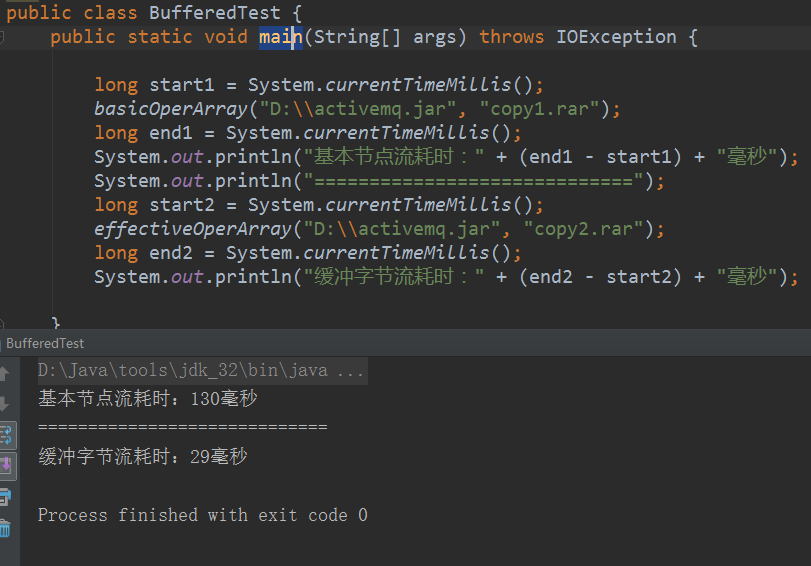 public class BufferedTest {
public static void main(String[] args) throws IOException {
long start1 = System.currentTimeMillis();
basicOperArray("D:\\activemq.jar", "copy1.rar");
long end1 = System.currentTimeMillis();
System.out.println("基本节点流耗时：" + (end1 - start1) + "毫秒");
System.out.println("=============================");
long start2 = System.currentTimeMillis();
effectiveOperArray("D:\\activemq.jar", "copy2.rar");
long end2 = System.currentTimeMillis();
System.out.println("缓冲字节流耗时：" + (end2 - start2) + "毫秒");
}
BufferedTest
D:\Java\tools\jdk_32\bin\java ...
基本节点流耗时：130毫秒
=============================
缓冲字节流耗时：29毫秒
Process finished with exit code 0